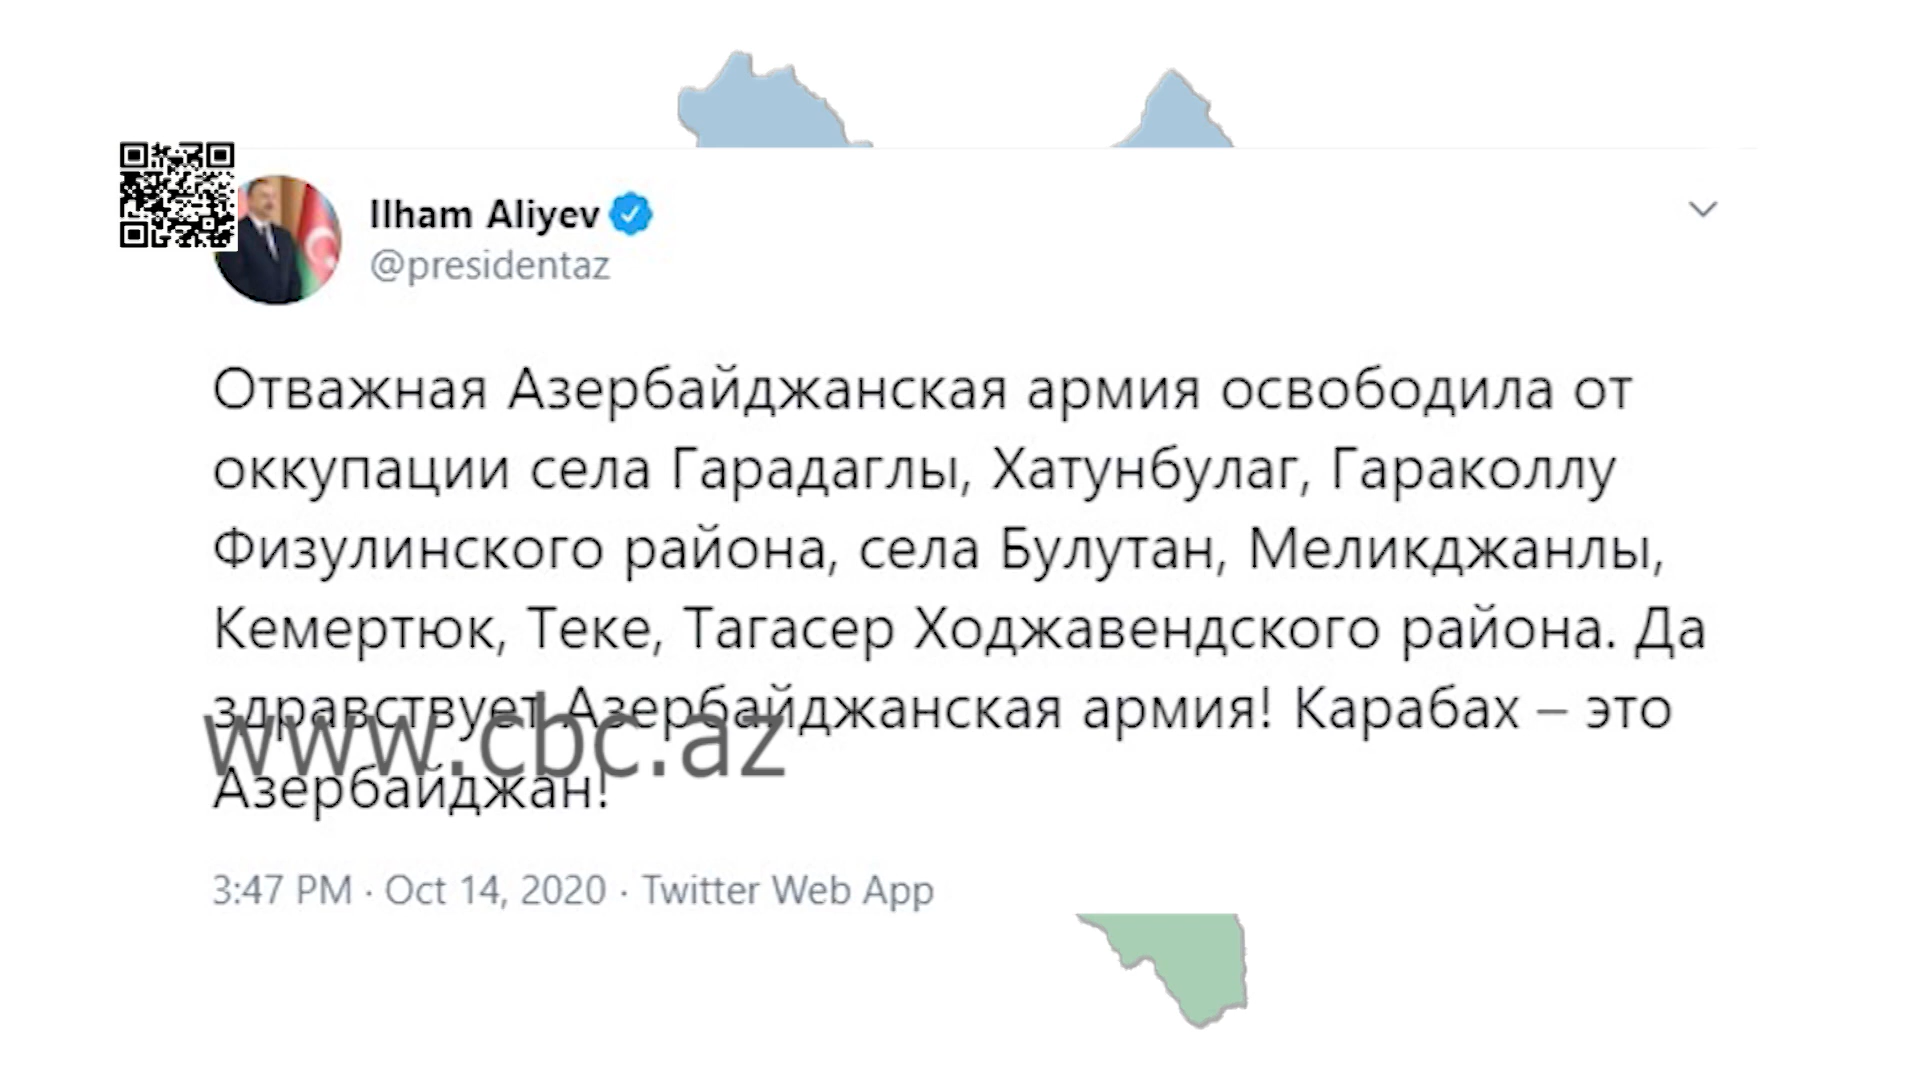 Ilham Aliyev
@presidentaz
Отважная Азербайджанская армия освободила от
оккупации села Гарадаглы, Хатунбулаг, Гараколлу
Физулинского района, села Булутан, Меликджанлы,
Кемертюк, Теке, Тагасер Ходжавендского района. Да
здравствует Азербайджанская армия! Карабах – это
www.cbc.az
Азербайджан!
3:47 PM · Oct 14, 2020 · Twitter Web App